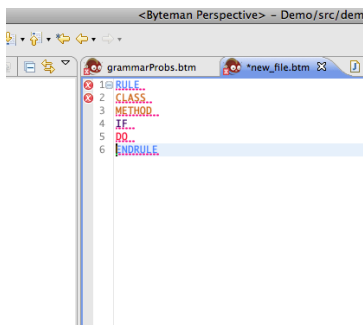 <Byteman Perspective> - Demo/src/dem
grammarProbs.btm
*new_file.btm
1 RULE
2 CLASS
3 METHOD
4 IF
5 DO
6 ENDRULE